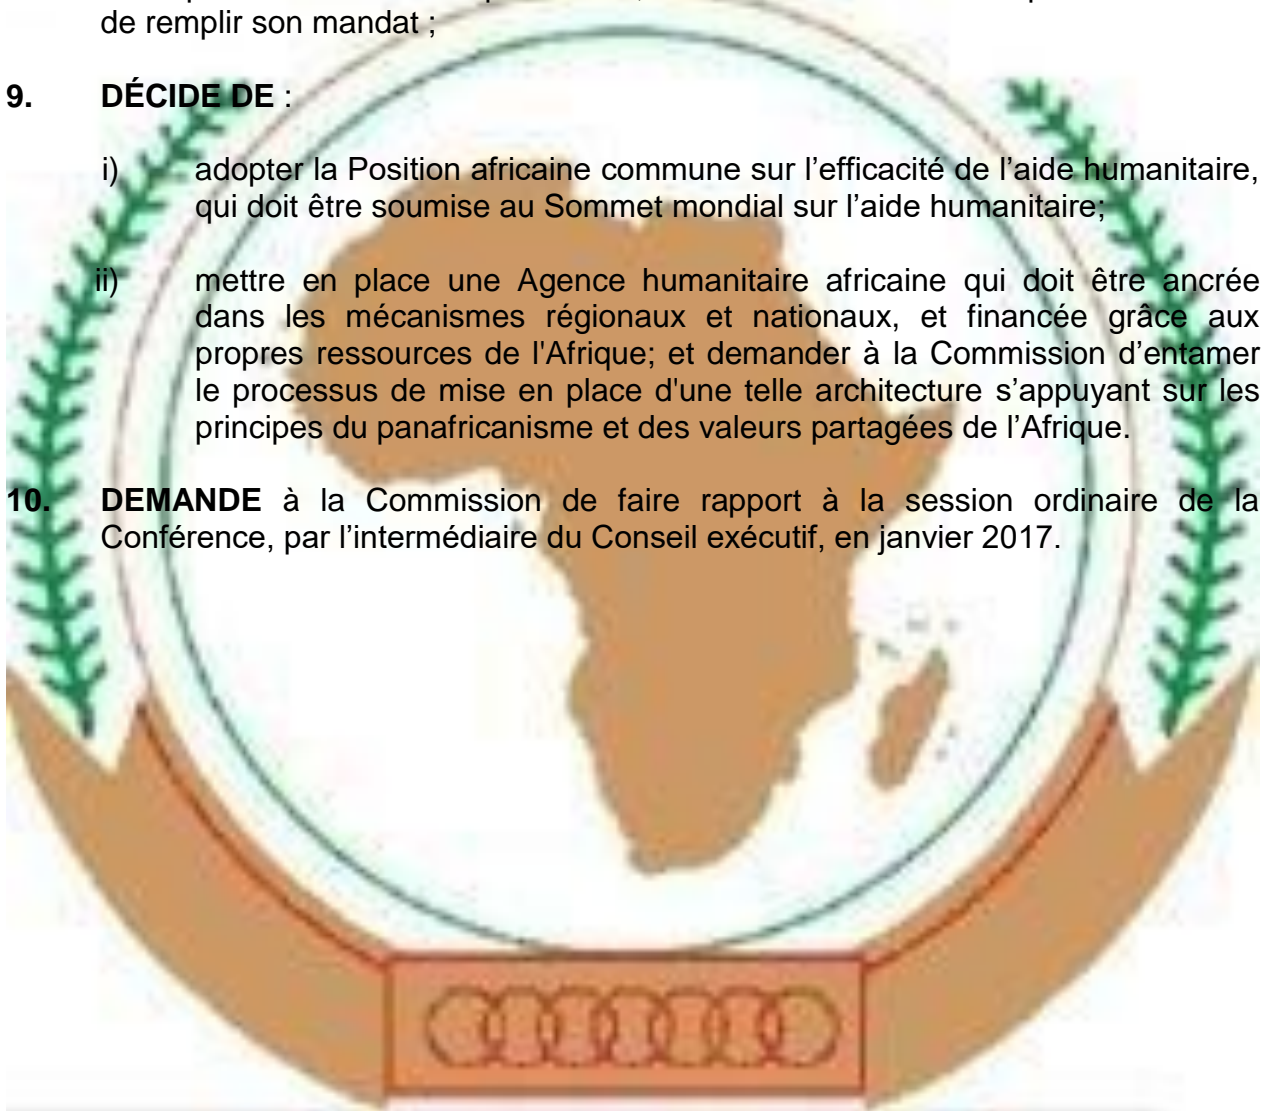 de remplir son mandat ;
9. DÉCIDE DE :
i) adopter la Position africaine commune sur l’efficacité de l’aide humanitaire,
qui doit être soumise au Sommet mondial sur l’aide humanitaire;
ii) mettre en place une Agence humanitaire africaine qui doit être ancrée
dans les mécanismes régionaux et nationaux, et financée grâce aux
propres ressources de l'Afrique; et demander à la Commission d’entamer
le processus de mise en place d'une telle architecture s’appuyant sur les
principes du panafricanisme et des valeurs partagées de l’Afrique.
10. DEMANDE à la Commission de faire rapport à la session ordinaire de la
Conférence, par l’intermédiaire du Conseil exécutif, en janvier 2017.